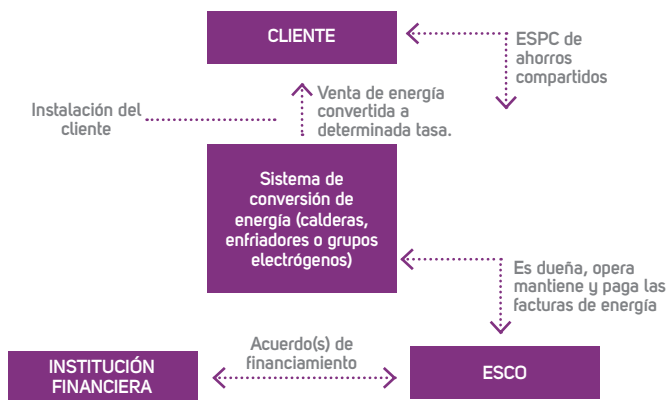 CLIENTE
ESPC de
ahorros
compartidos
Instalación del
cliente
Venta de energía
convertida a
determinada tasa.
Sistema de
conversión de
energía (calderas,
enfriadores o grupos
electrógenos)
Es dueña, opera
mantiene y paga las
facturas de energía
INSTITUCIÓN
FINANCIERA
Acuerdo(s) de
financiamiento
ESCO